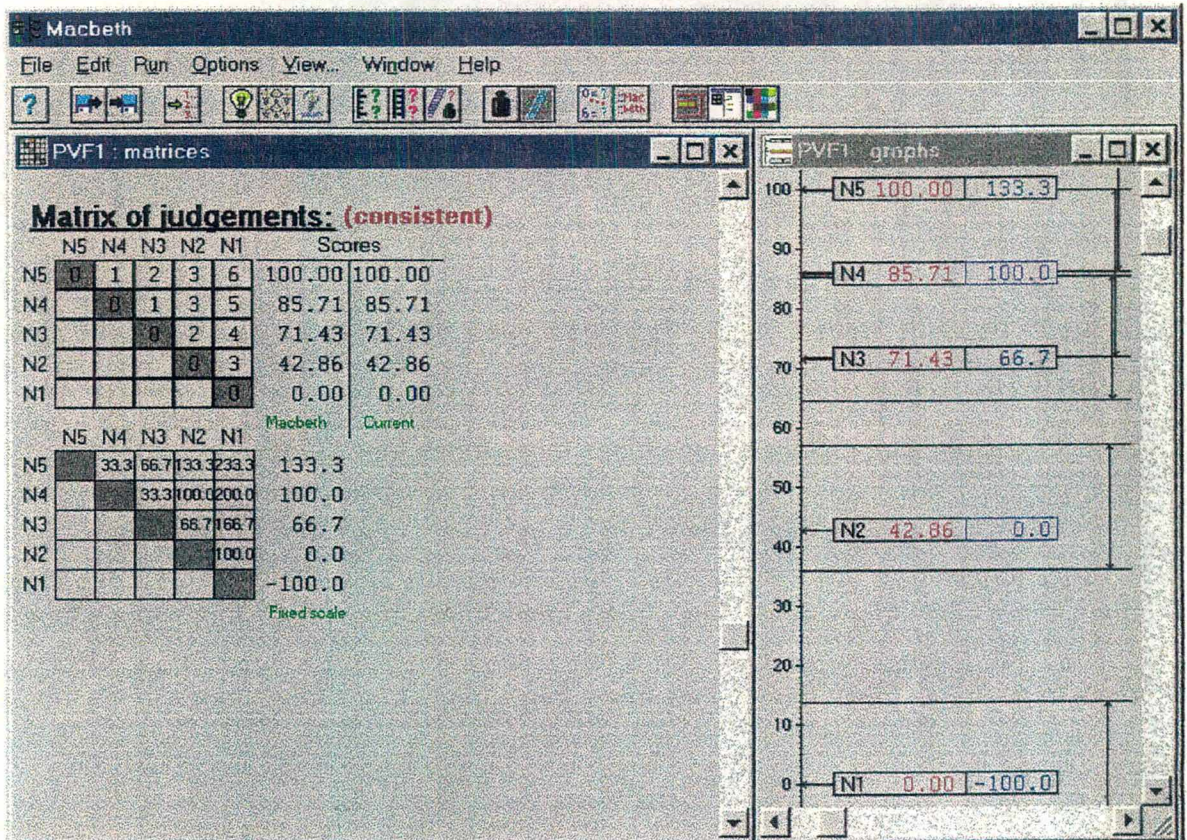 Macbeth
File Edit Run Options View... Window Help
PVF1 : matrices
Matrix of judgements: (consistent)
N5 N4 N3 N2 N1 Scores
N5 0 1 2 3 6 100.00 100.00
N4 0 1 3 5 85.71 85.71
N3 0 2 4 71.43 71.43
N2 0 3 42.86 42.86
N1 0 0.00 0.00
Macbeth Current
N5 N4 N3 N2 N1
N5 33.3 66.7 133.3 233.3 133.3
N4 33.3 100.0 200.0 100.0
N3 66.7 166.7 66.7
N2 100.0 0.0
N1 -100.0
Fixed scale
PVF1 : graphs
100 N5 100.00 133.3
90
N4 85.71 100.0
80
N3 71.43 66.7
70
60
50
N2 42.86 0.0
40
30
20
10
0 N1 0.00 -100.0